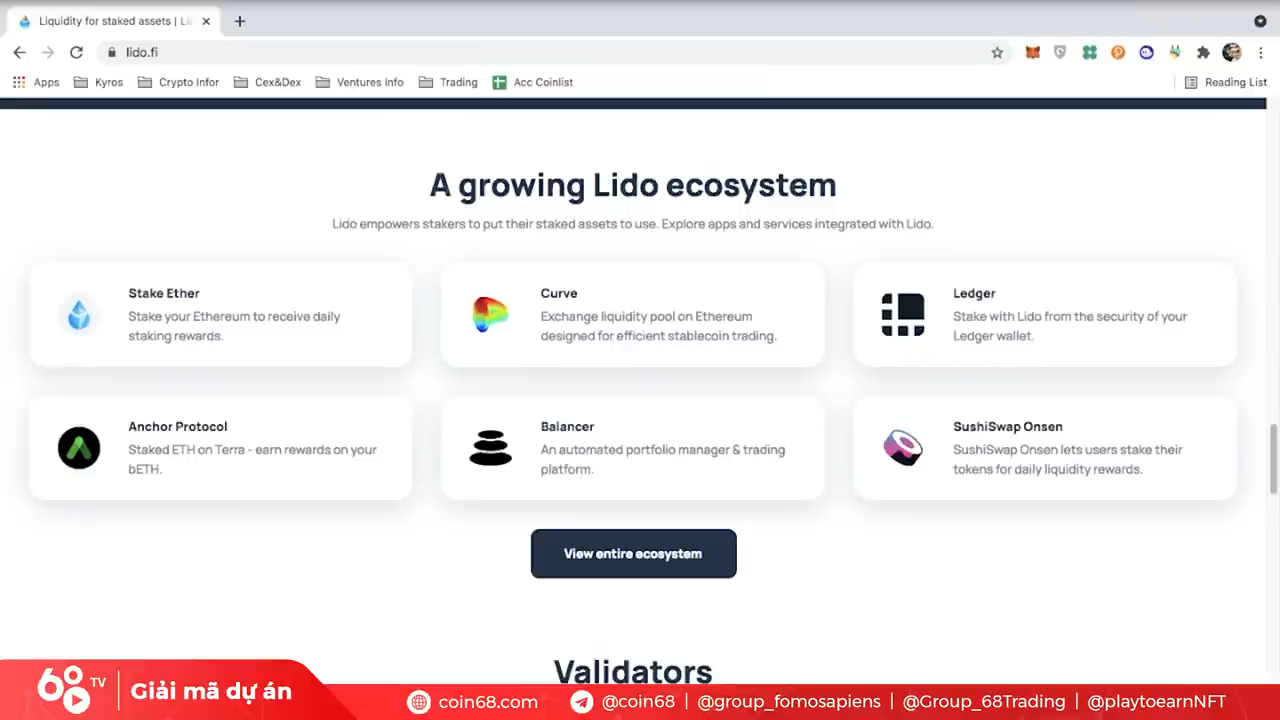 Liquidity for staked assets | Li
lido.fi
Apps Kyros Crypto Infor Cex&Dex Ventures Info Trading Acc Coinlist Reading List
A growing Lido ecosystem
Lido empowers stakers to put their staked assets to use. Explore apps and services integrated with Lido.
Stake Ether
Stake your Ethereum to receive daily
staking rewards.
Curve
Exchange liquidity pool on Ethereum
designed for efficient stablecoin trading.
Ledger
Stake with Lido from the security of your
Ledger wallet.
Anchor Protocol
Staked ETH on Terra - earn rewards on your
bETH.
Balancer
An automated portfolio manager & trading
platform.
SushiSwap Onsen
SushiSwap Onsen lets users stake their
tokens for daily liquidity rewards.
View entire ecosystem
Validators
68 TV Giải mã dự án
coin68.com @coin68 | @group_fomosapiens | @Group_68Trading | @playtoearnNFT